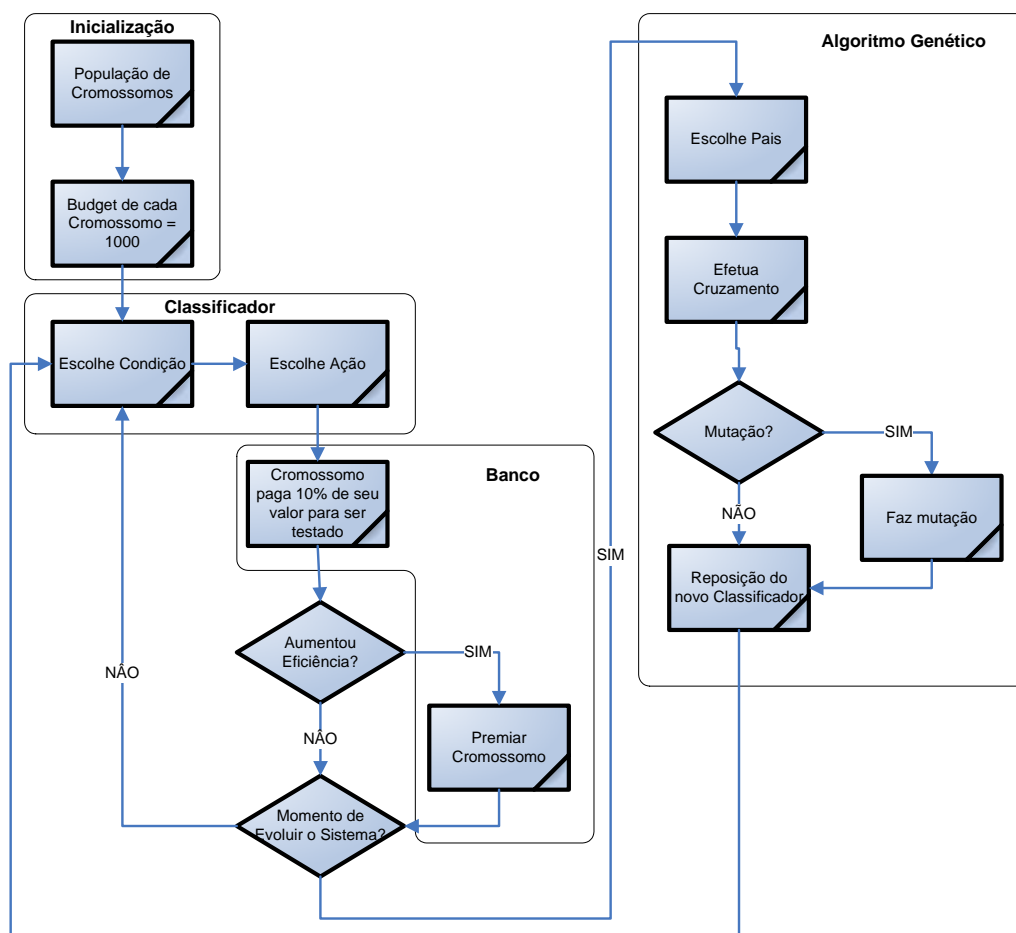 Inicialização
População de
Cromossomos
Budget de cada
Cromossomo =
1000
Classificador
Escolhe Condição
Escolhe Ação
Banco
Cromossomo
paga 10% de seu
valor para ser
testado
Aumentou
Eficiência?
SIM
NÃO
Premiar
Cromossomo
Momento de
Evoluir o Sistema?
NÃO
SIM
Algoritmo Genético
Escolhe Pais
Efetua
Cruzamento
Mutação?
SIM
NÃO
Faz mutação
Reposição do
novo Classificador